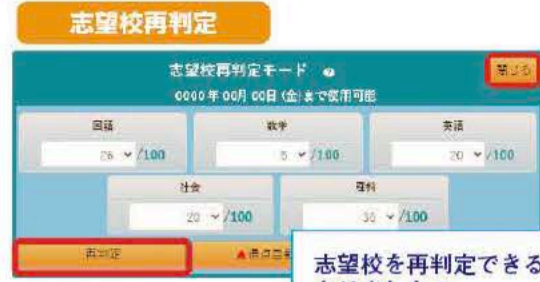 志望校再判定
志望校再判定モード
閉じる
0000年00月00日(金)まで使用可能
国語 数学 英語
26 /100 5 /100 20 /100
社会 理科
20 /100 36 /100
再判定
志望校を再判定できる